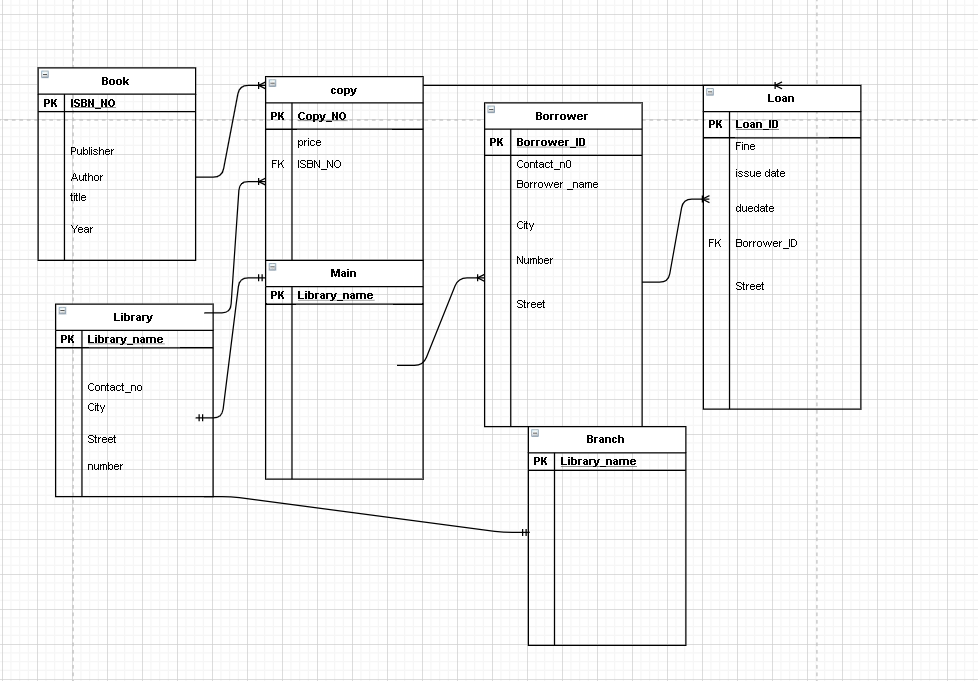 Book
PK ISBN_NO
Publisher
Author
title
Year
copy
PK Copy_NO
price
FK ISBN_NO
Borrower
PK Borrower_ID
Contact_n0
Borrower _name
City
Number
Street
Loan
PK Loan_ID
Fine
issue date
duedate
FK Borrower_ID
Street
Main
PK Library_name
Library
PK Library_name
Contact_no
City
Street
number
Branch
PK Library_name